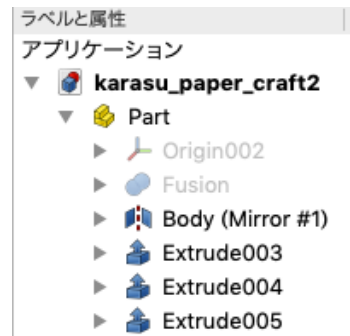 ラベルと属性
アプリケーション
karasu_paper_craft2
Part
Origin002
Fusion
Body (Mirror #1)
Extrude003
Extrude004
Extrude005